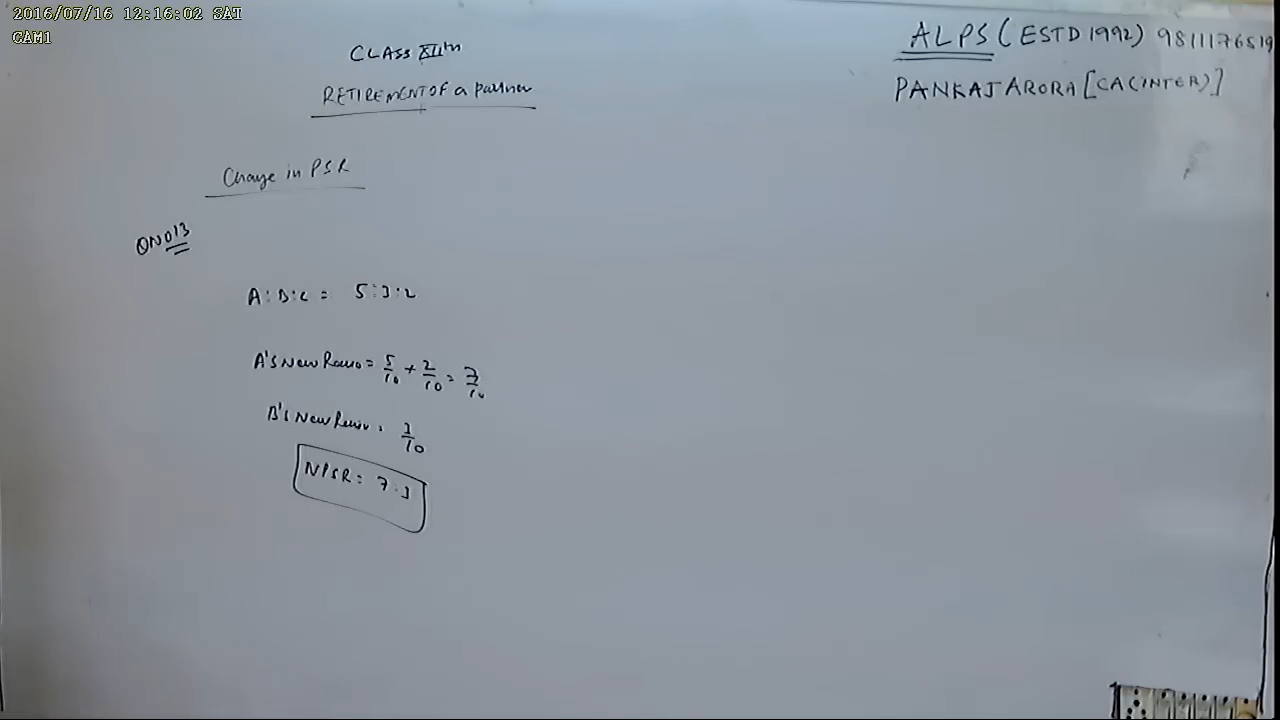 2016/07/16 12:16:02 SAT
CAM1
ALPS (ESTD 1992) 9811176519
PANKAJ ARORA [CA(INTER)]
CLASS XIIth
RETIREMENT OF a partner
Change in PSR
QNO 13
A:B:C = 5:3:2
A's New Ratio = 5/10 + 2/10 = 7/10
B's New Ratio = 3/10
NPSR = 7:3